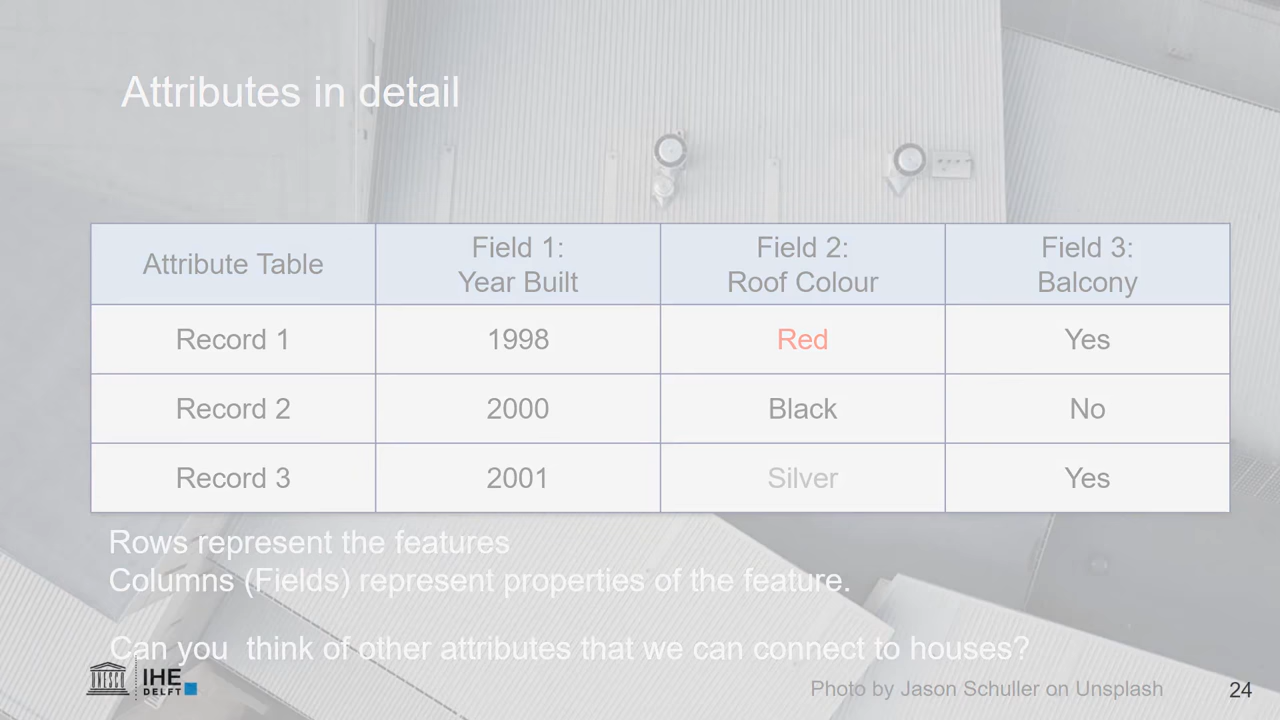 Attributes in detail
Attribute Table
Field 1:
Year Built
Field 2:
Roof Colour
Field 3:
Balcony
Record 1 1998 Red Yes
Record 2 2000 Black No
Record 3 2001 Silver Yes
Rows represent the features
Columns (Fields) represent properties of the feature.
Can you  think of other attributes that we can connect to houses?
UNESCO
IHE
DELFT
Photo by Jason Schuller on Unsplash
24